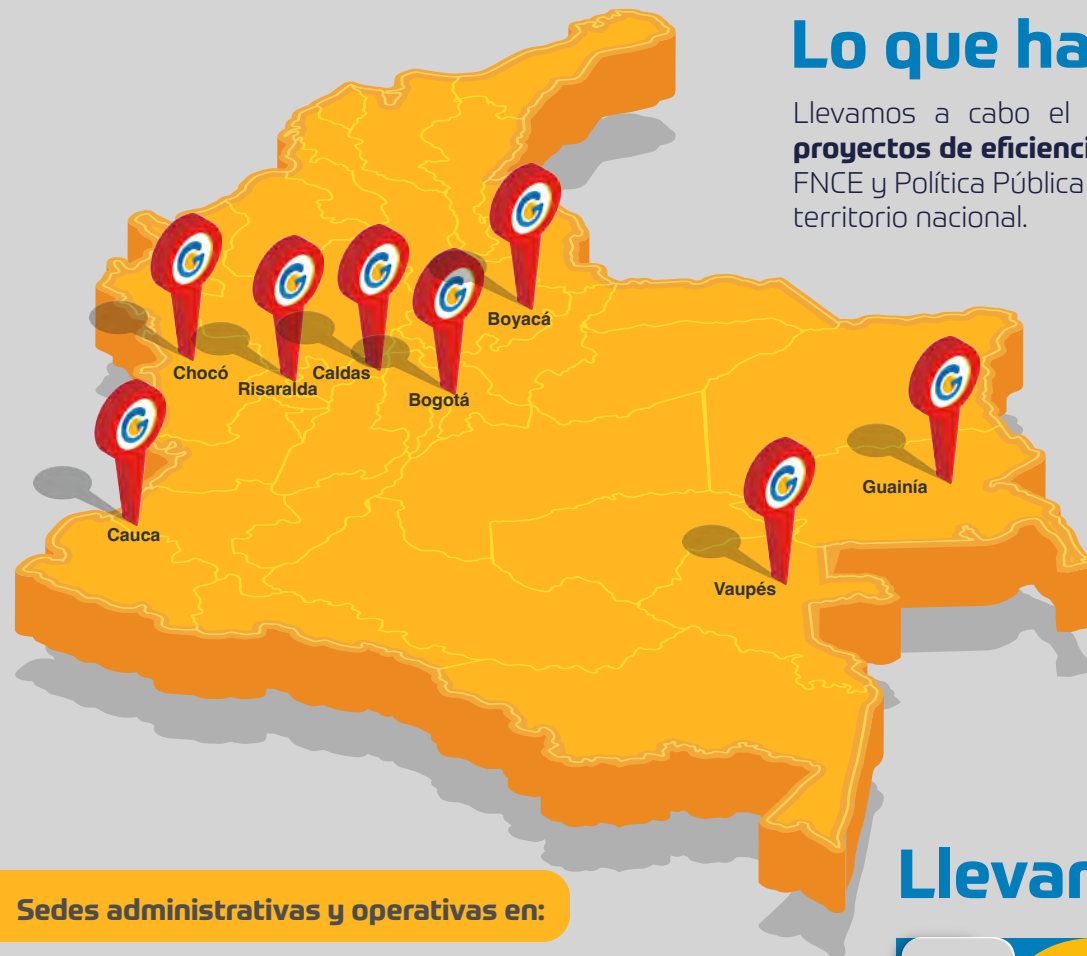 Lo que ha
Llevamos a cabo el
proyectos de eficienci
FNCE y Política Pública
territorio nacional.
Boyacá
Chocó
Risaralda
Caldas
Bogotá
Guainía
Cauca
Vaupés
Sedes administrativas y operativas en:
Llevar